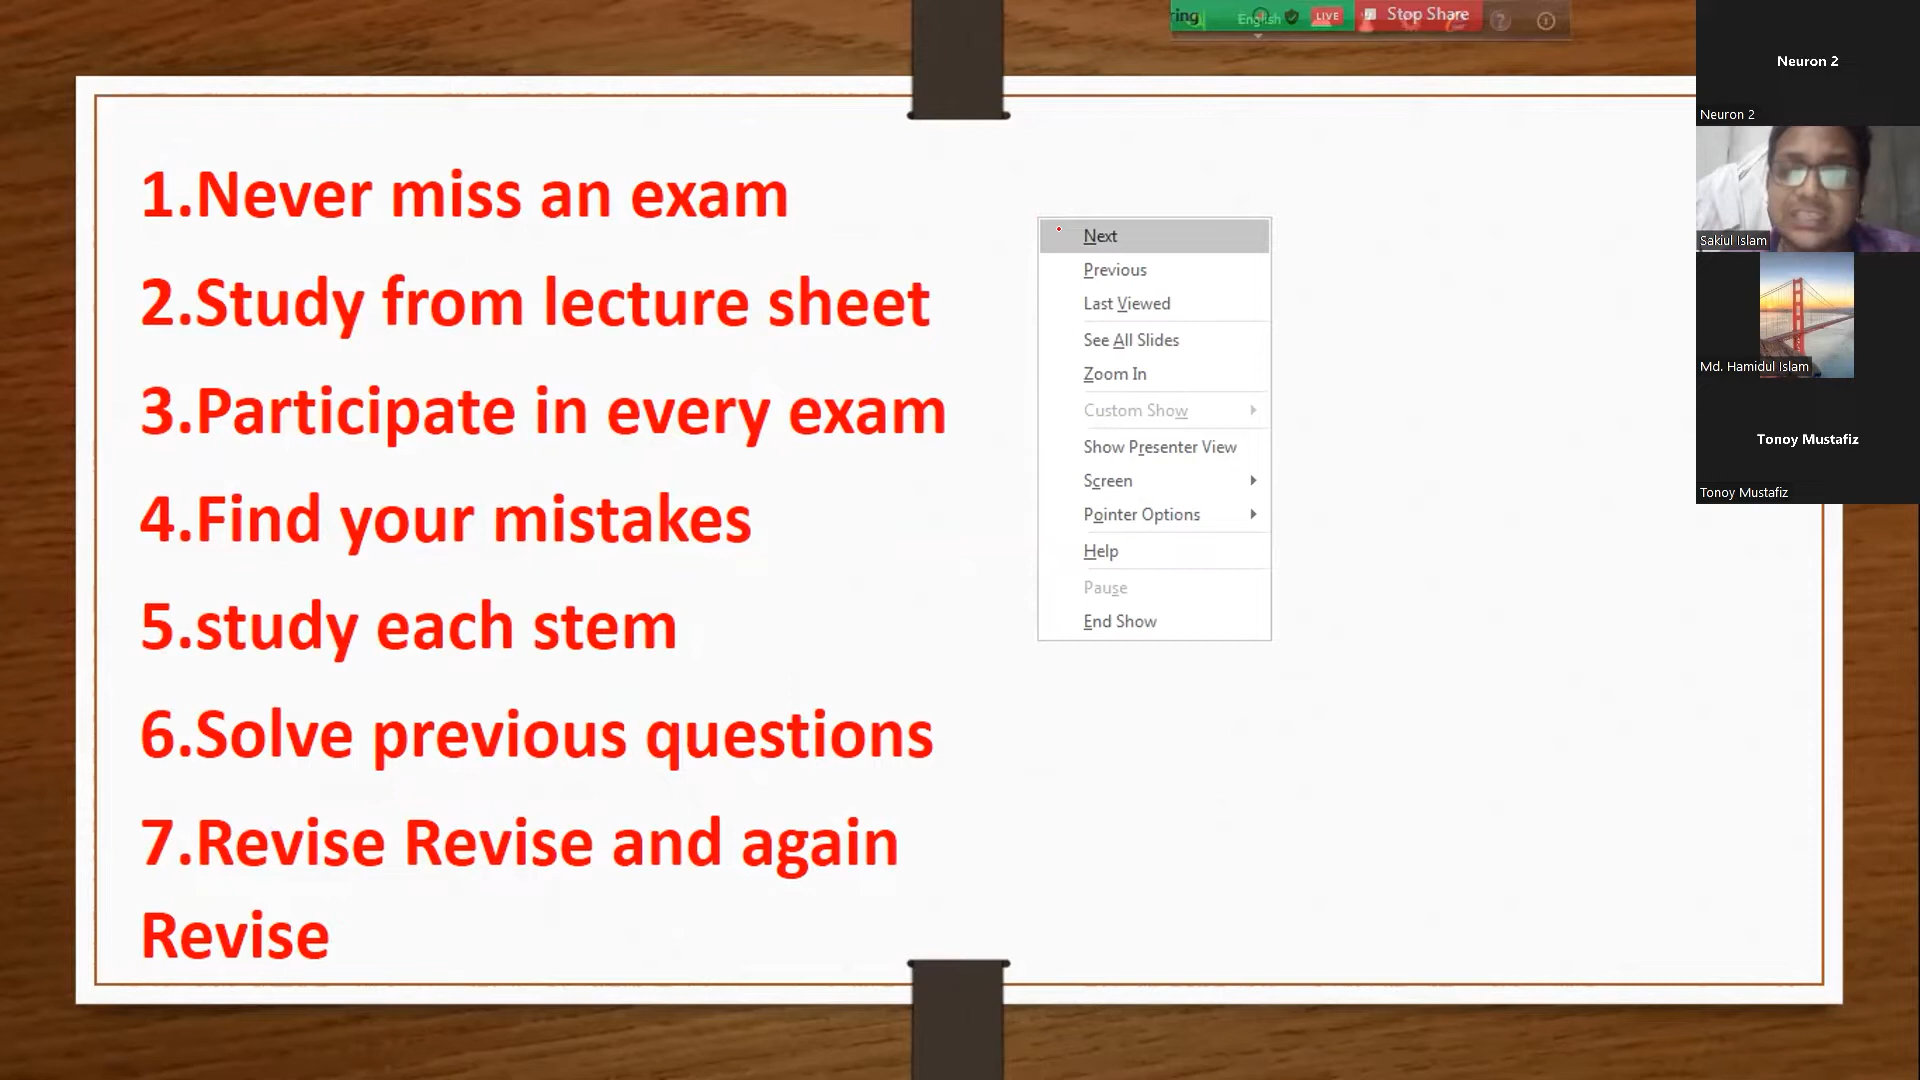 ring
English
LIVE
Stop Share
Neuron 2
Neuron 2
Sakiul Islam
Md. Hamidul Islam
Tonoy Mustafiz
Tonoy Mustafiz
1.Never miss an exam
2.Study from lecture sheet
3.Participate in every exam
4.Find your mistakes
5.study each stem
6.Solve previous questions
7.Revise Revise and again
Revise
Next
Previous
Last Viewed
See All Slides
Zoom In
Custom Show
Show Presenter View
Screen
Pointer Options
Help
Pause
End Show